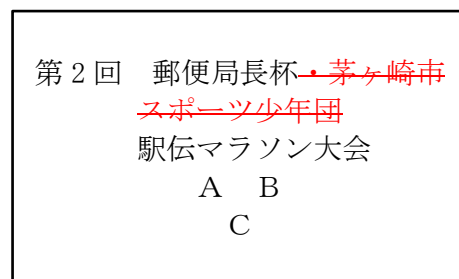 第２回　郵便局長杯・茅ヶ崎市
スポーツ少年団
駅伝マラソン大会
Ａ　Ｂ
Ｃ